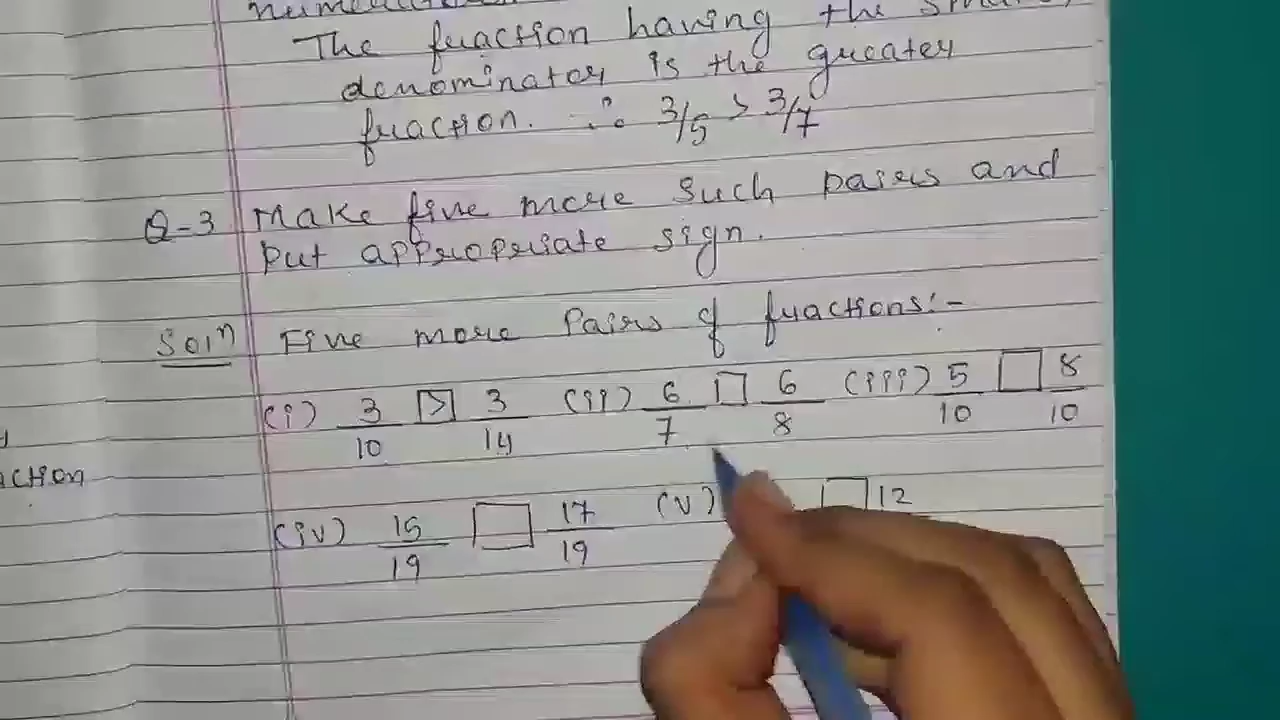 The fraction having the
denominator is the greater
fraction. ∴ 3/5 > 3/7
Q-3 Make five more such pairs and
put appropriate sign.
Soln Five more Pairs of fractions:-
(i) 3/10 [>] 3/14 (ii) 6/7 □ 6/8 (iii) 5/10 □ 8/10
ction
(iv) 15/19 □ 17/19 (v) □ 12